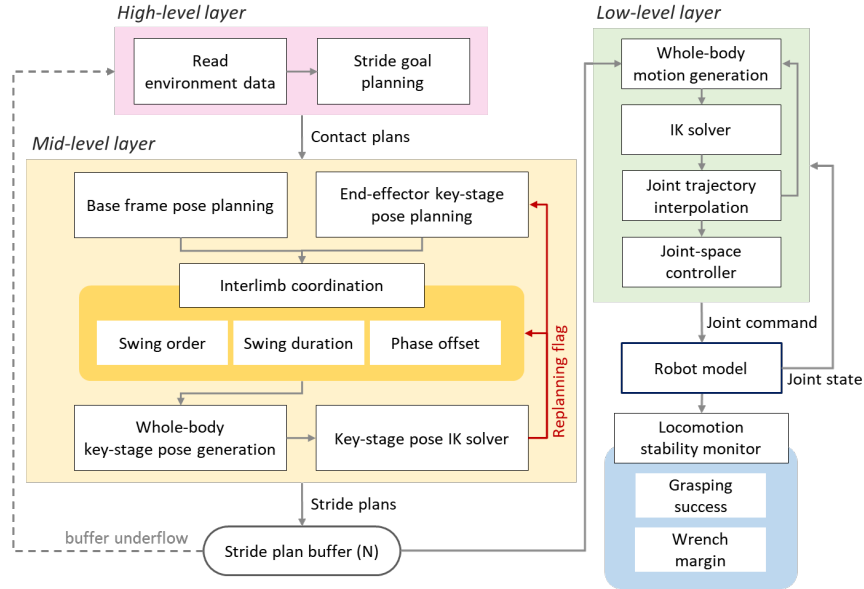 High-level layer
Read
environment data
Stride goal
planning
Contact plans
Mid-level layer
Base frame pose planning
End-effector key-stage
pose planning
Interlimb coordination
Swing order
Swing duration
Phase offset
Replanning flag
Whole-body
key-stage pose generation
Key-stage pose IK solver
Stride plans
buffer underflow
Stride plan buffer (N)
Low-level layer
Whole-body
motion generation
IK solver
Joint trajectory
interpolation
Joint-space
controller
Joint command
Robot model
Joint state
Locomotion
stability monitor
Grasping
success
Wrench
margin